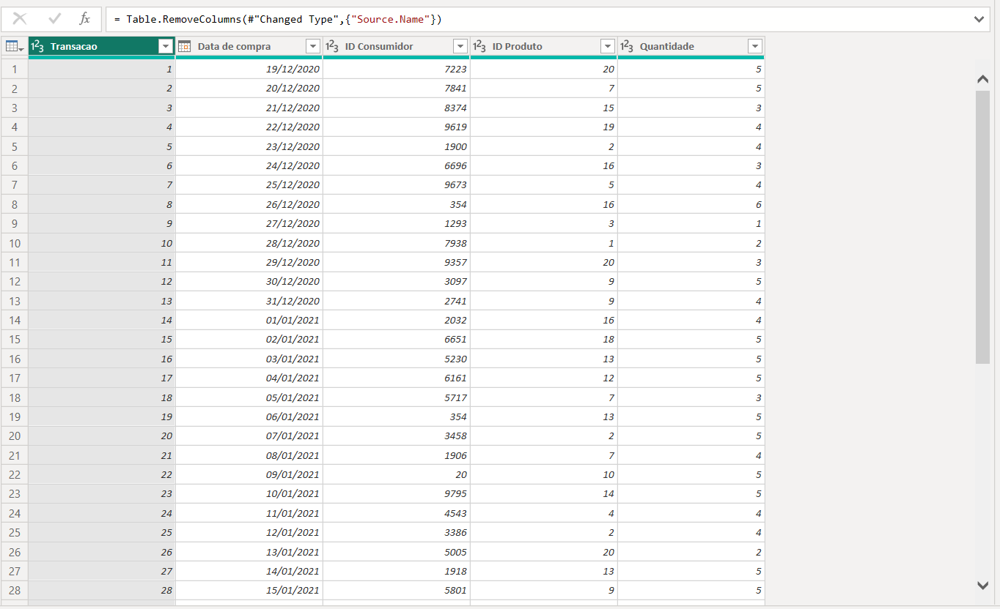 fx = Table.RemoveColumns(#"Changed Type",{"Source.Name"})
123 Transacao Data de compra 123 ID Consumidor 123 ID Produto 123 Quantidade
1 1 19/12/2020 7223 20 5
2 2 20/12/2020 7841 7 5
3 3 21/12/2020 8374 15 3
4 4 22/12/2020 9619 19 4
5 5 23/12/2020 1900 2 4
6 6 24/12/2020 6696 16 3
7 7 25/12/2020 9673 5 4
8 8 26/12/2020 354 16 6
9 9 27/12/2020 1293 3 1
10 10 28/12/2020 7938 1 2
11 11 29/12/2020 9357 20 3
12 12 30/12/2020 3097 9 5
13 13 31/12/2020 2741 9 4
14 14 01/01/2021 2032 16 4
15 15 02/01/2021 6651 18 5
16 16 03/01/2021 5230 13 5
17 17 04/01/2021 6161 12 5
18 18 05/01/2021 5717 7 3
19 19 06/01/2021 354 13 5
20 20 07/01/2021 3458 2 5
21 21 08/01/2021 1906 7 4
22 22 09/01/2021 20 10 5
23 23 10/01/2021 9795 14 5
24 24 11/01/2021 4543 4 4
25 25 12/01/2021 3386 2 4
26 26 13/01/2021 5005 20 2
27 27 14/01/2021 1918 13 5
28 28 15/01/2021 5801 9 5